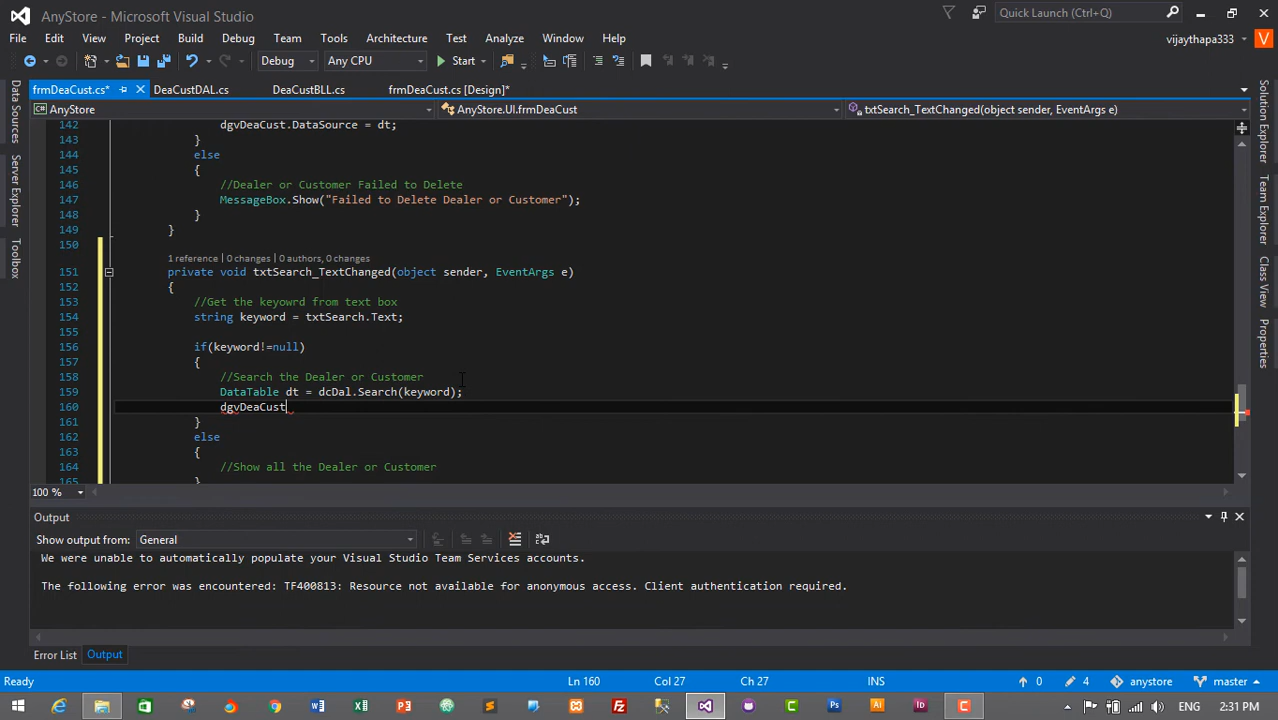 AnyStore - Microsoft Visual Studio
Quick Launch (Ctrl+Q)
File Edit View Project Build Debug Team Tools Architecture Test Analyze Window Help
vijaythapa333 V
Debug Any CPU Start
frmDeaCust.cs* DeaCustDAL.cs DeaCustBLL.cs frmDeaCust.cs [Design]*
AnyStore AnyStore.UI.frmDeaCust txtSearch_TextChanged(object sender, EventArgs e)
Data Sources
Server Explorer
Toolbox
Solution Explorer
Team Explorer
Properties
142 dgvDeaCust.DataSource = dt;
143 }
144 else
145 {
146 //Dealer or Customer Failed to Delete
147 MessageBox.Show("Failed to Delete Dealer or Customer");
148 }
149 }
150
1 reference | 0 changes | 0 authors, 0 changes
151 private void txtSearch_TextChanged(object sender, EventArgs e)
152 {
153 //Get the keyowrd from text box
154 string keyword = txtSearch.Text;
155
156 if(keyword!=null)
157 {
158 //Search the Dealer or Customer
159 DataTable dt = dcDal.Search(keyword);
160 dgvDeaCust
161 }
162 else
163 {
164 //Show all the Dealer or Customer
165 }
100 %
Output
Show output from: General
We were unable to automatically populate your Visual Studio Team Services accounts.
The following error was encountered: TF400813: Resource not available for anonymous access. Client authentication required.
Error List Output
Ready Ln 160 Col 27 Ch 27 INS 0 4 anystore master
ENG 2:31 PM